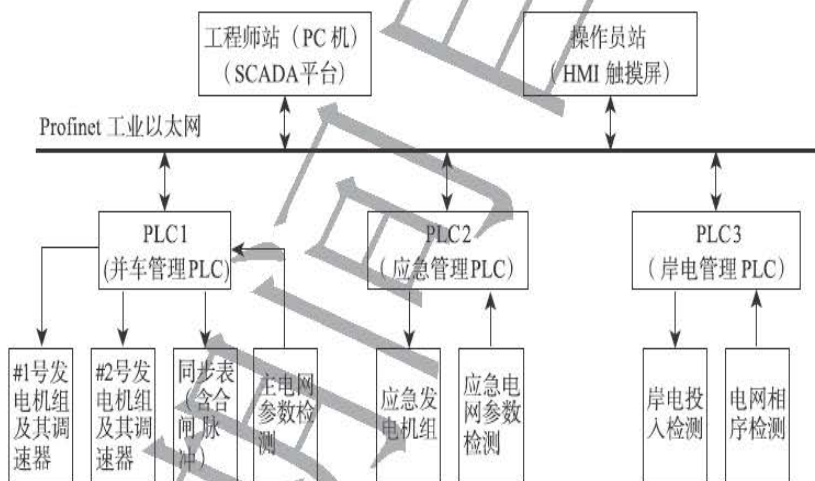 工程师站（PC 机）
（SCADA平台）
操作员站
（HMI 触摸屏）
Profinet 工业以太网
PLC1
(并车管理PLC)
PLC2
（应急管理PLC）
PLC3
（岸电管理PLC）
#1号发
电机组
及其调
速器
#2号发
电机组
及其调
速器
同步表
（含合
闸 脉
冲）
主电网
参数检
测
应急发
电机组
应急电
网参数
检测
岸电投
入检测
电网相
序检测